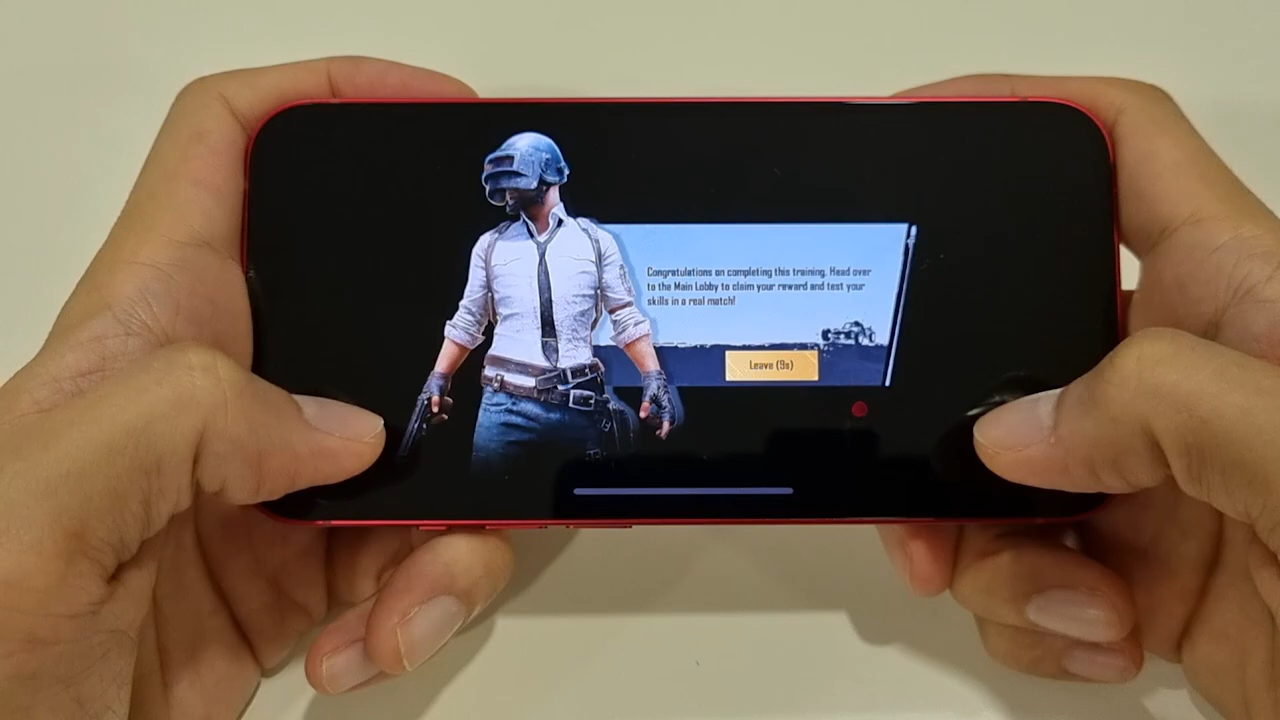 Congratulations on completing this training. Head over
to the Main Lobby to claim your reward and test your
skills in a real match!
Leave (9s)